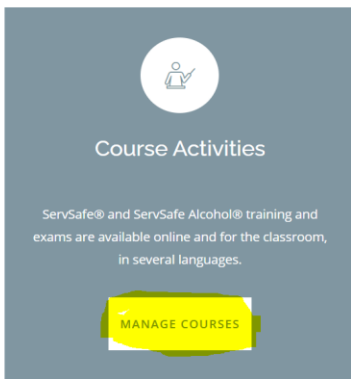 Course Activities
ServSafe® and ServSafe Alcohol® training and
exams are available online and for the classroom,
in several languages.
MANAGE COURSES